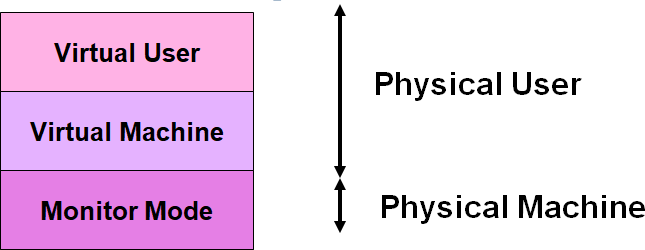 Virtual User
Physical User
Virtual Machine
Monitor Mode
Physical Machine